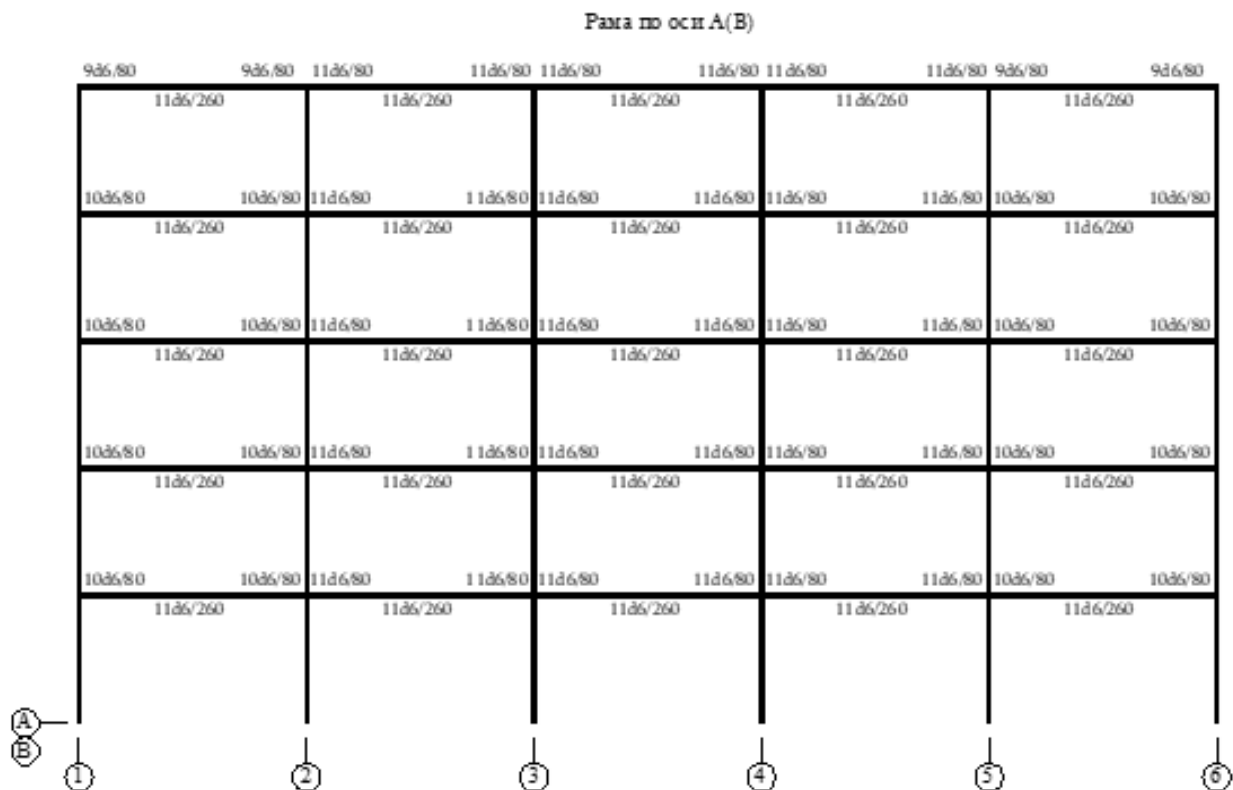 Рама по оси А(В)
9d6/80 9d6/80 11d6/80 11d6/80 11d6/80 11d6/80 11d6/80 11d6/80 9d6/80 9d6/80
11d6/260 11d6/260 11d6/260 11d6/260 11d6/260
10d6/80 10d6/80 11d6/80 11d6/80 11d6/80 11d6/80 11d6/80 11d6/80 10d6/80 10d6/80
11d6/260 11d6/260 11d6/260 11d6/260 11d6/260
10d6/80 10d6/80 11d6/80 11d6/80 11d6/80 11d6/80 11d6/80 11d6/80 10d6/80 10d6/80
11d6/260 11d6/260 11d6/260 11d6/260 11d6/260
10d6/80 10d6/80 11d6/80 11d6/80 11d6/80 11d6/80 11d6/80 11d6/80 10d6/80 10d6/80
11d6/260 11d6/260 11d6/260 11d6/260 11d6/260
10d6/80 10d6/80 11d6/80 11d6/80 11d6/80 11d6/80 11d6/80 11d6/80 10d6/80 10d6/80
11d6/260 11d6/260 11d6/260 11d6/260 11d6/260
А
В
1 2 3 4 5 6